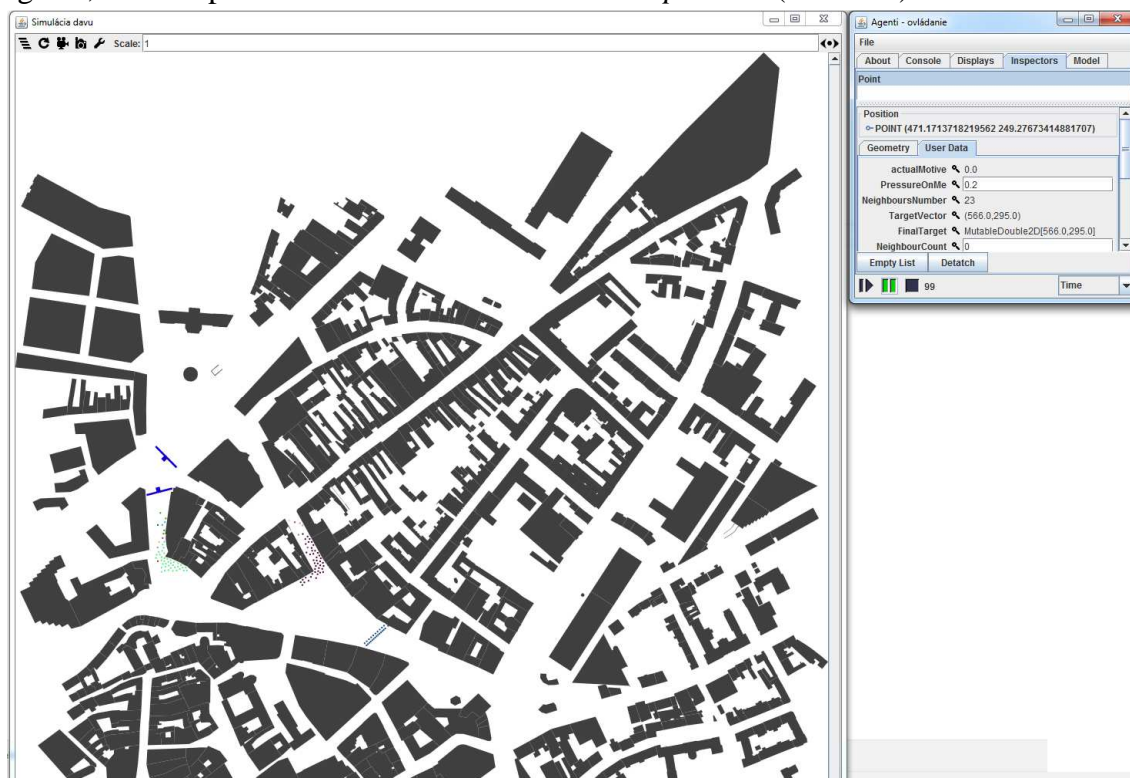 Simulácia davu
Scale: 1
Agenti - ovládanie
File
About Console Displays Inspectors Model
Point
Position
POINT (471.1713718219562 249.27673414881707)
Geometry User Data
actualMotive 0.0
PressureOnMe 0.2
NeighboursNumber 23
TargetVector (566.0,295.0)
FinalTarget MutableDouble2D[566.0,295.0]
NeighbourCount 0
Empty List Detatch
99 Time